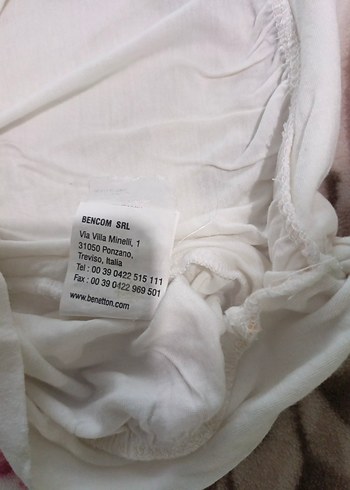 BENCOM SRL
Via Villa Minelli, 1
31050 Ponzano,
Treviso, Italia
Tel : 00 39 0422 515 111
Fax : 00 39 0422 969 501
www.benetton.com